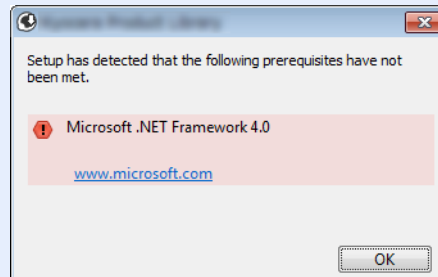 Setup has detected that the following prerequisites have not
been met.
Microsoft .NET Framework 4.0
www.microsoft.com
OK